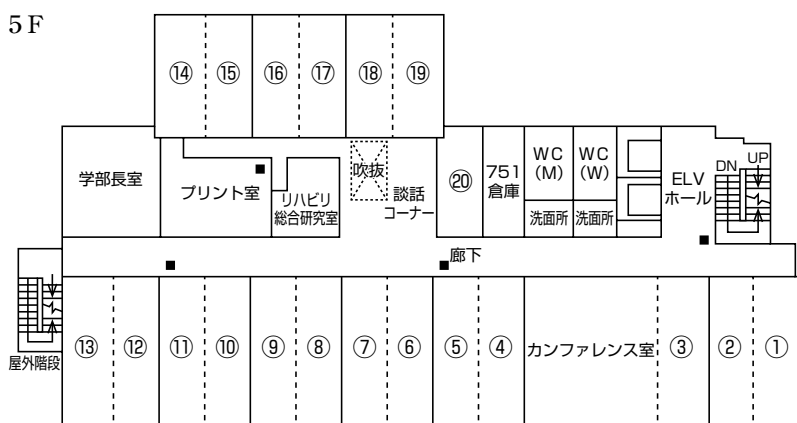 5F
⑭
⑮
⑯
⑰
⑱
⑲
学部長室
プリント室
リハビリ
総合研究室
吹抜
談話
コーナー
⑳
751
倉庫
WC
(M)
WC
(W)
洗面所
洗面所
ELV
ホール
DN
UP
廊下
屋外階段
⑬
⑫
⑪
⑩
⑨
⑧
⑦
⑥
⑤
④
カンファレンス室
③
②
①